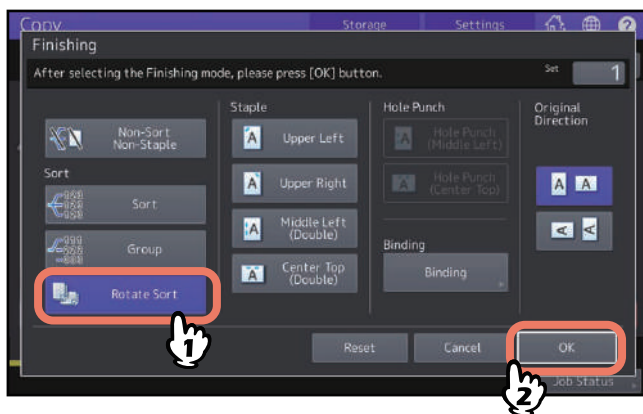 Copy
Storage
Settings
Finishing
After selecting the Finishing mode, please press [OK] button.
Set
1
Non-Sort
Non-Staple
Sort
Sort
Group
Rotate Sort
Staple
A
Upper Left
A
Upper Right
A
Middle Left
(Double)
A
Center Top
(Double)
Hole Punch
A
Hole Punch
(Middle Left)
A
Hole Punch
(Center Top)
Binding
Binding
Original
Direction
A A
A A
Reset
Cancel
OK
Job Status
1
2